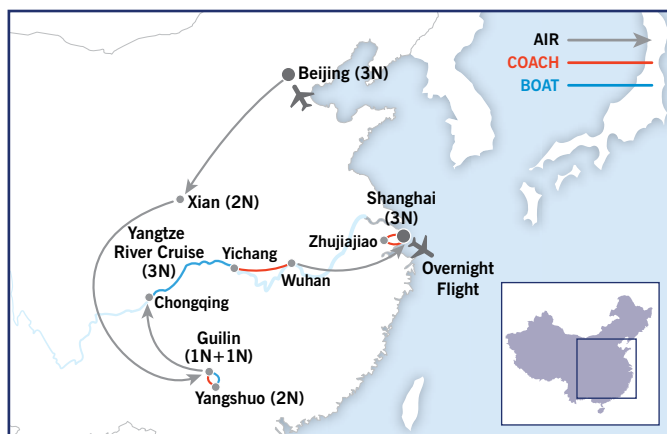 AIR
COACH
BOAT
Beijing (3N)
Xian (2N)
Shanghai
(3N)
Zhujiajiao
Overnight
Flight
Yangtze
River Cruise
(3N)
Yichang
Wuhan
Chongqing
Guilin
(1N+1N)
Yangshuo (2N)